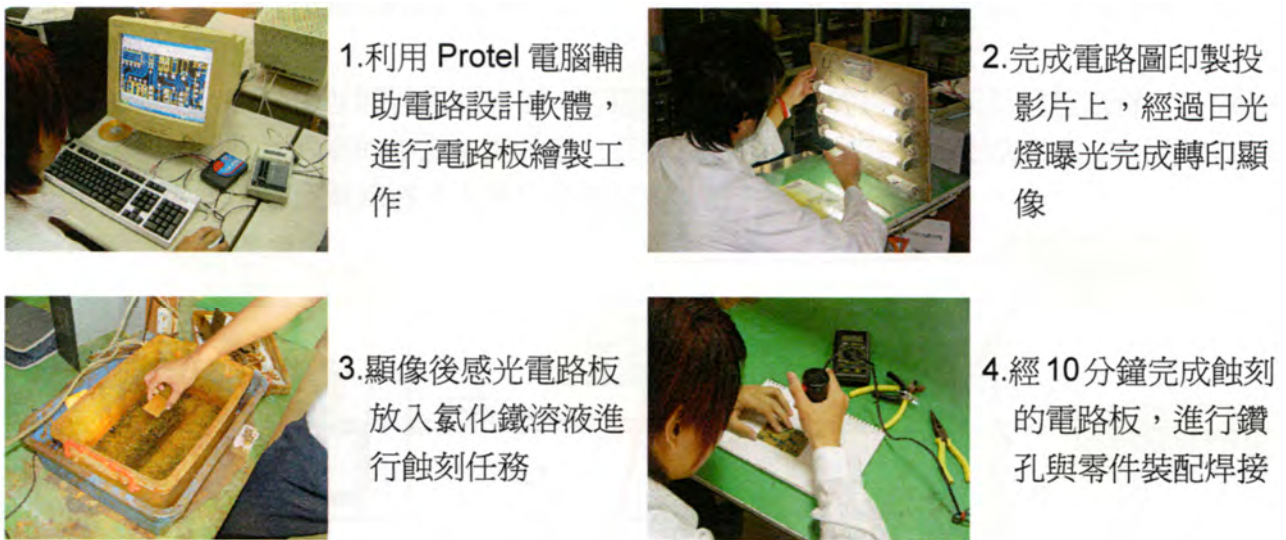 1.利用 Protel 電腦輔
助電路設計軟體，
進行電路板繪製工
作
2.完成電路圖印製投
影片上，經過日光
燈曝光完成轉印顯
像
3.顯像後感光電路板
放入氯化鐵溶液進
行蝕刻任務
4.經10分鐘完成蝕刻
的電路板，進行鑽
孔與零件裝配焊接